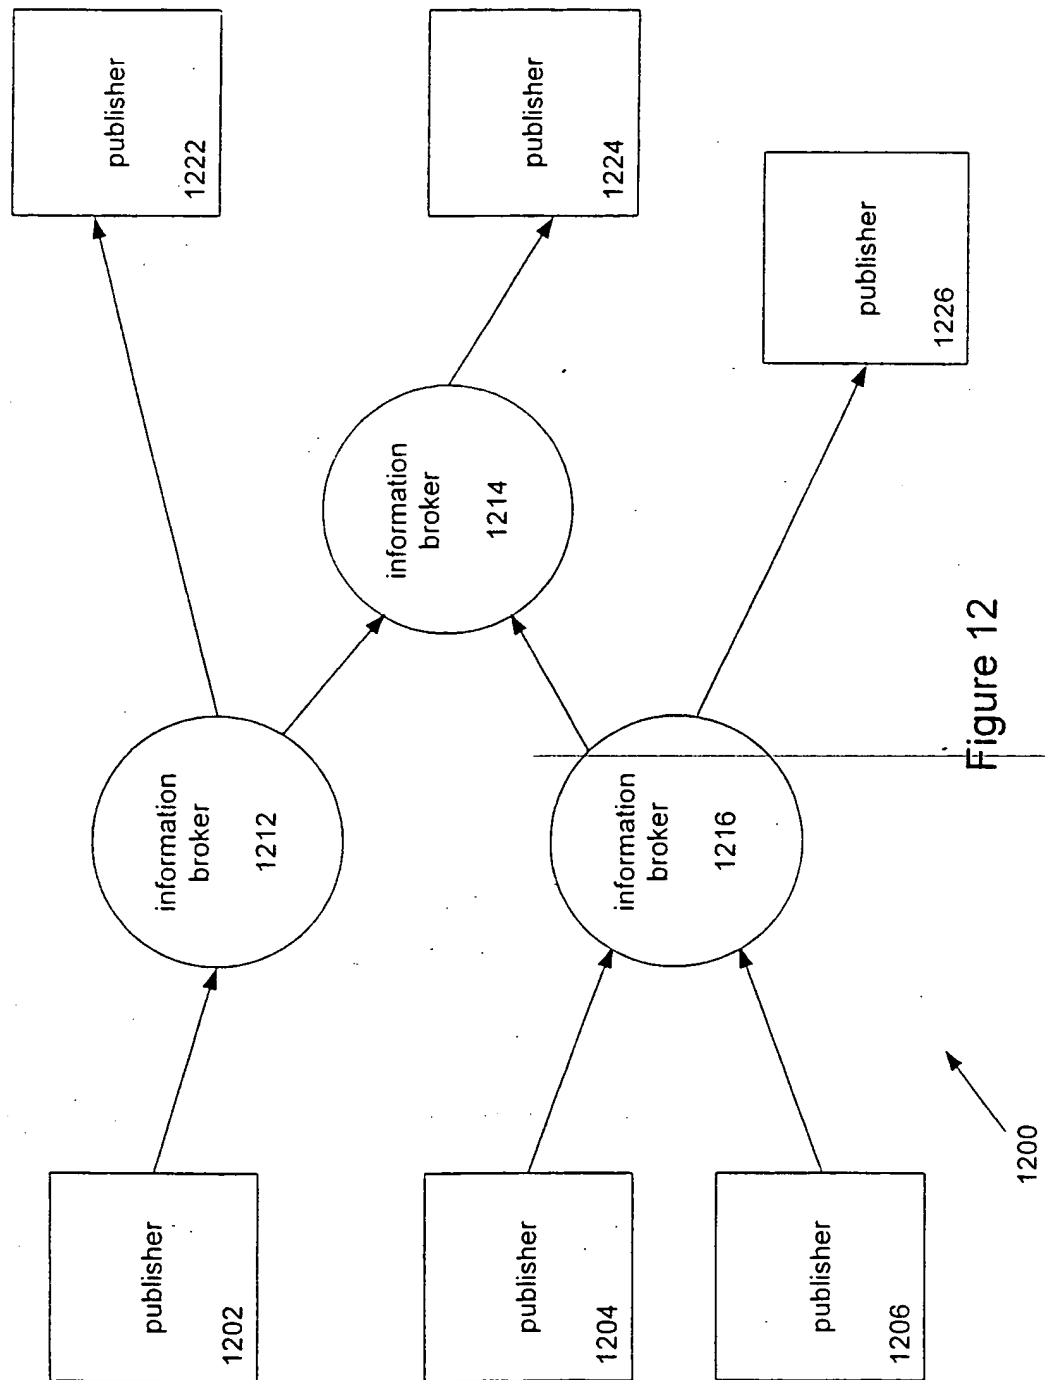 publisher
1202
information
broker
1212
publisher
1222
information
broker
1214
publisher
1204
publisher
1224
information
broker
1216
publisher
1206
publisher
1226
1200
Figure 12